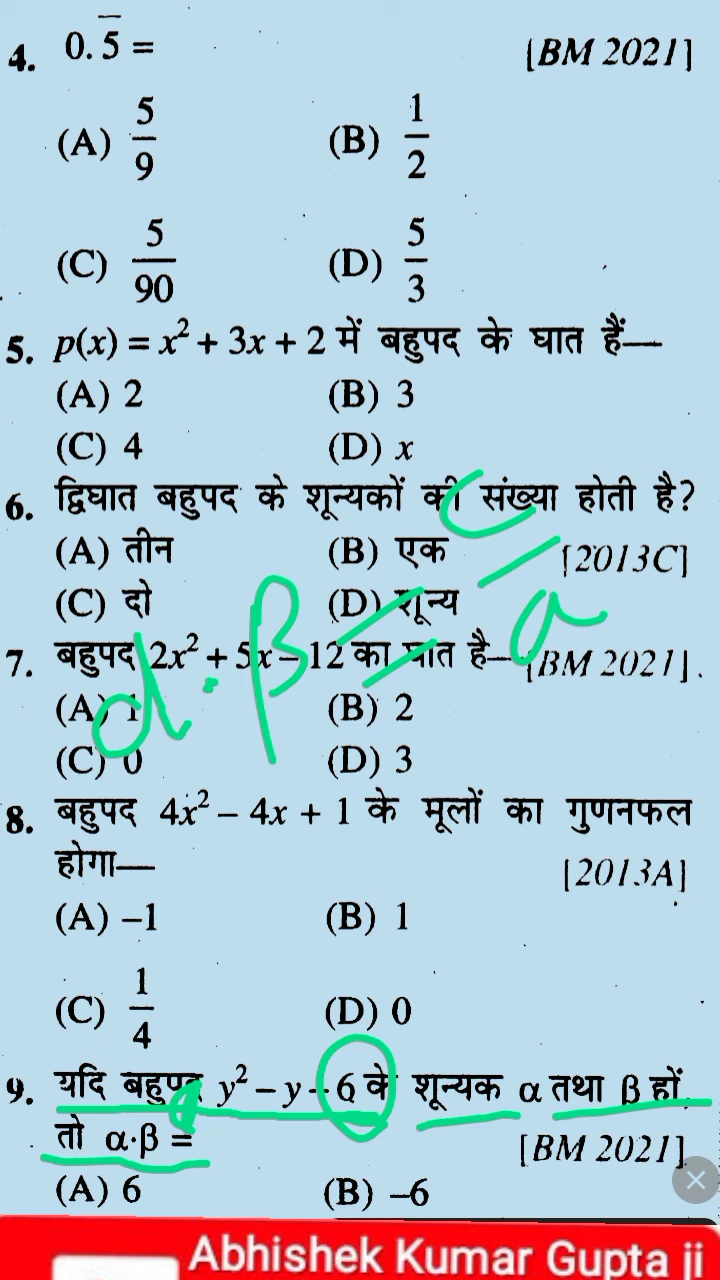 4. 0.5̅ = [BM 2021]
(A) 5/9 (B) 1/2
(C) 5/90 (D) 5/3
5. p(x) = x² + 3x + 2 में बहुपद के घात हैं—
(A) 2 (B) 3
(C) 4 (D) x
6. द्विघात बहुपद के शून्यकों की संख्या होती है?
(A) तीन (B) एक [2013C]
(C) दो (D) शून्य
7. बहुपद 2x² + 5x – 12 का घात है— [BM 2021].
(A) 1 (B) 2
(C) 0 (D) 3
α·β = c/a
8. बहुपद 4x² – 4x + 1 के मूलों का गुणनफल
होगा— [2013A]
(A) –1 (B) 1
(C) 1/4 (D) 0
9. यदि बहुपद y² – y – 6 के शून्यक α तथा β हों,
तो α·β = [BM 2021]
(A) 6 (B) –6
Abhishek Kumar Gupta ji